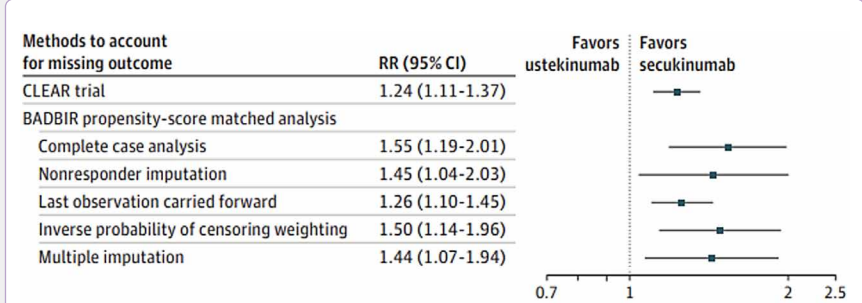 Methods to account
for missing outcome RR (95% CI) Favors ustekinumab Favors secukinumab
CLEAR trial 1.24 (1.11-1.37)
BADBIR propensity-score matched analysis
Complete case analysis 1.55 (1.19-2.01)
Nonresponder imputation 1.45 (1.04-2.03)
Last observation carried forward 1.26 (1.10-1.45)
Inverse probability of censoring weighting 1.50 (1.14-1.96)
Multiple imputation 1.44 (1.07-1.94)
0.7 1 2 2.5